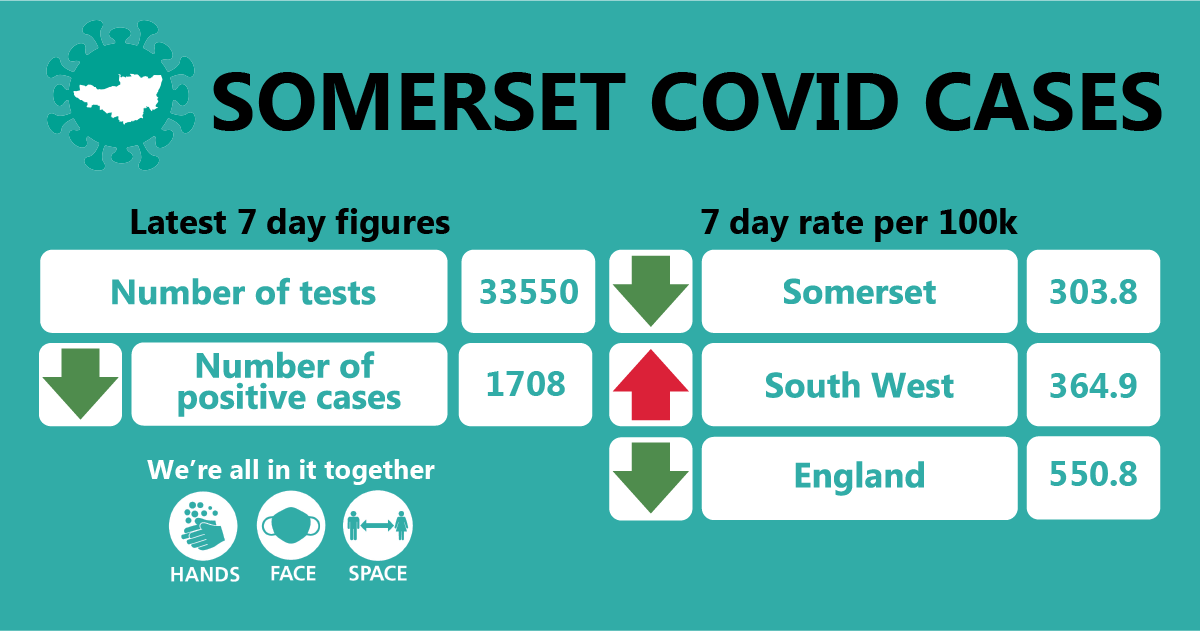 SOMERSET COVID CASES
Latest 7 day figures
Number of tests
33550
Number of
positive cases
1708
We're all in it together
HANDS
FACE
SPACE
7 day rate per 100k
Somerset
303.8
South West
364.9
England
550.8